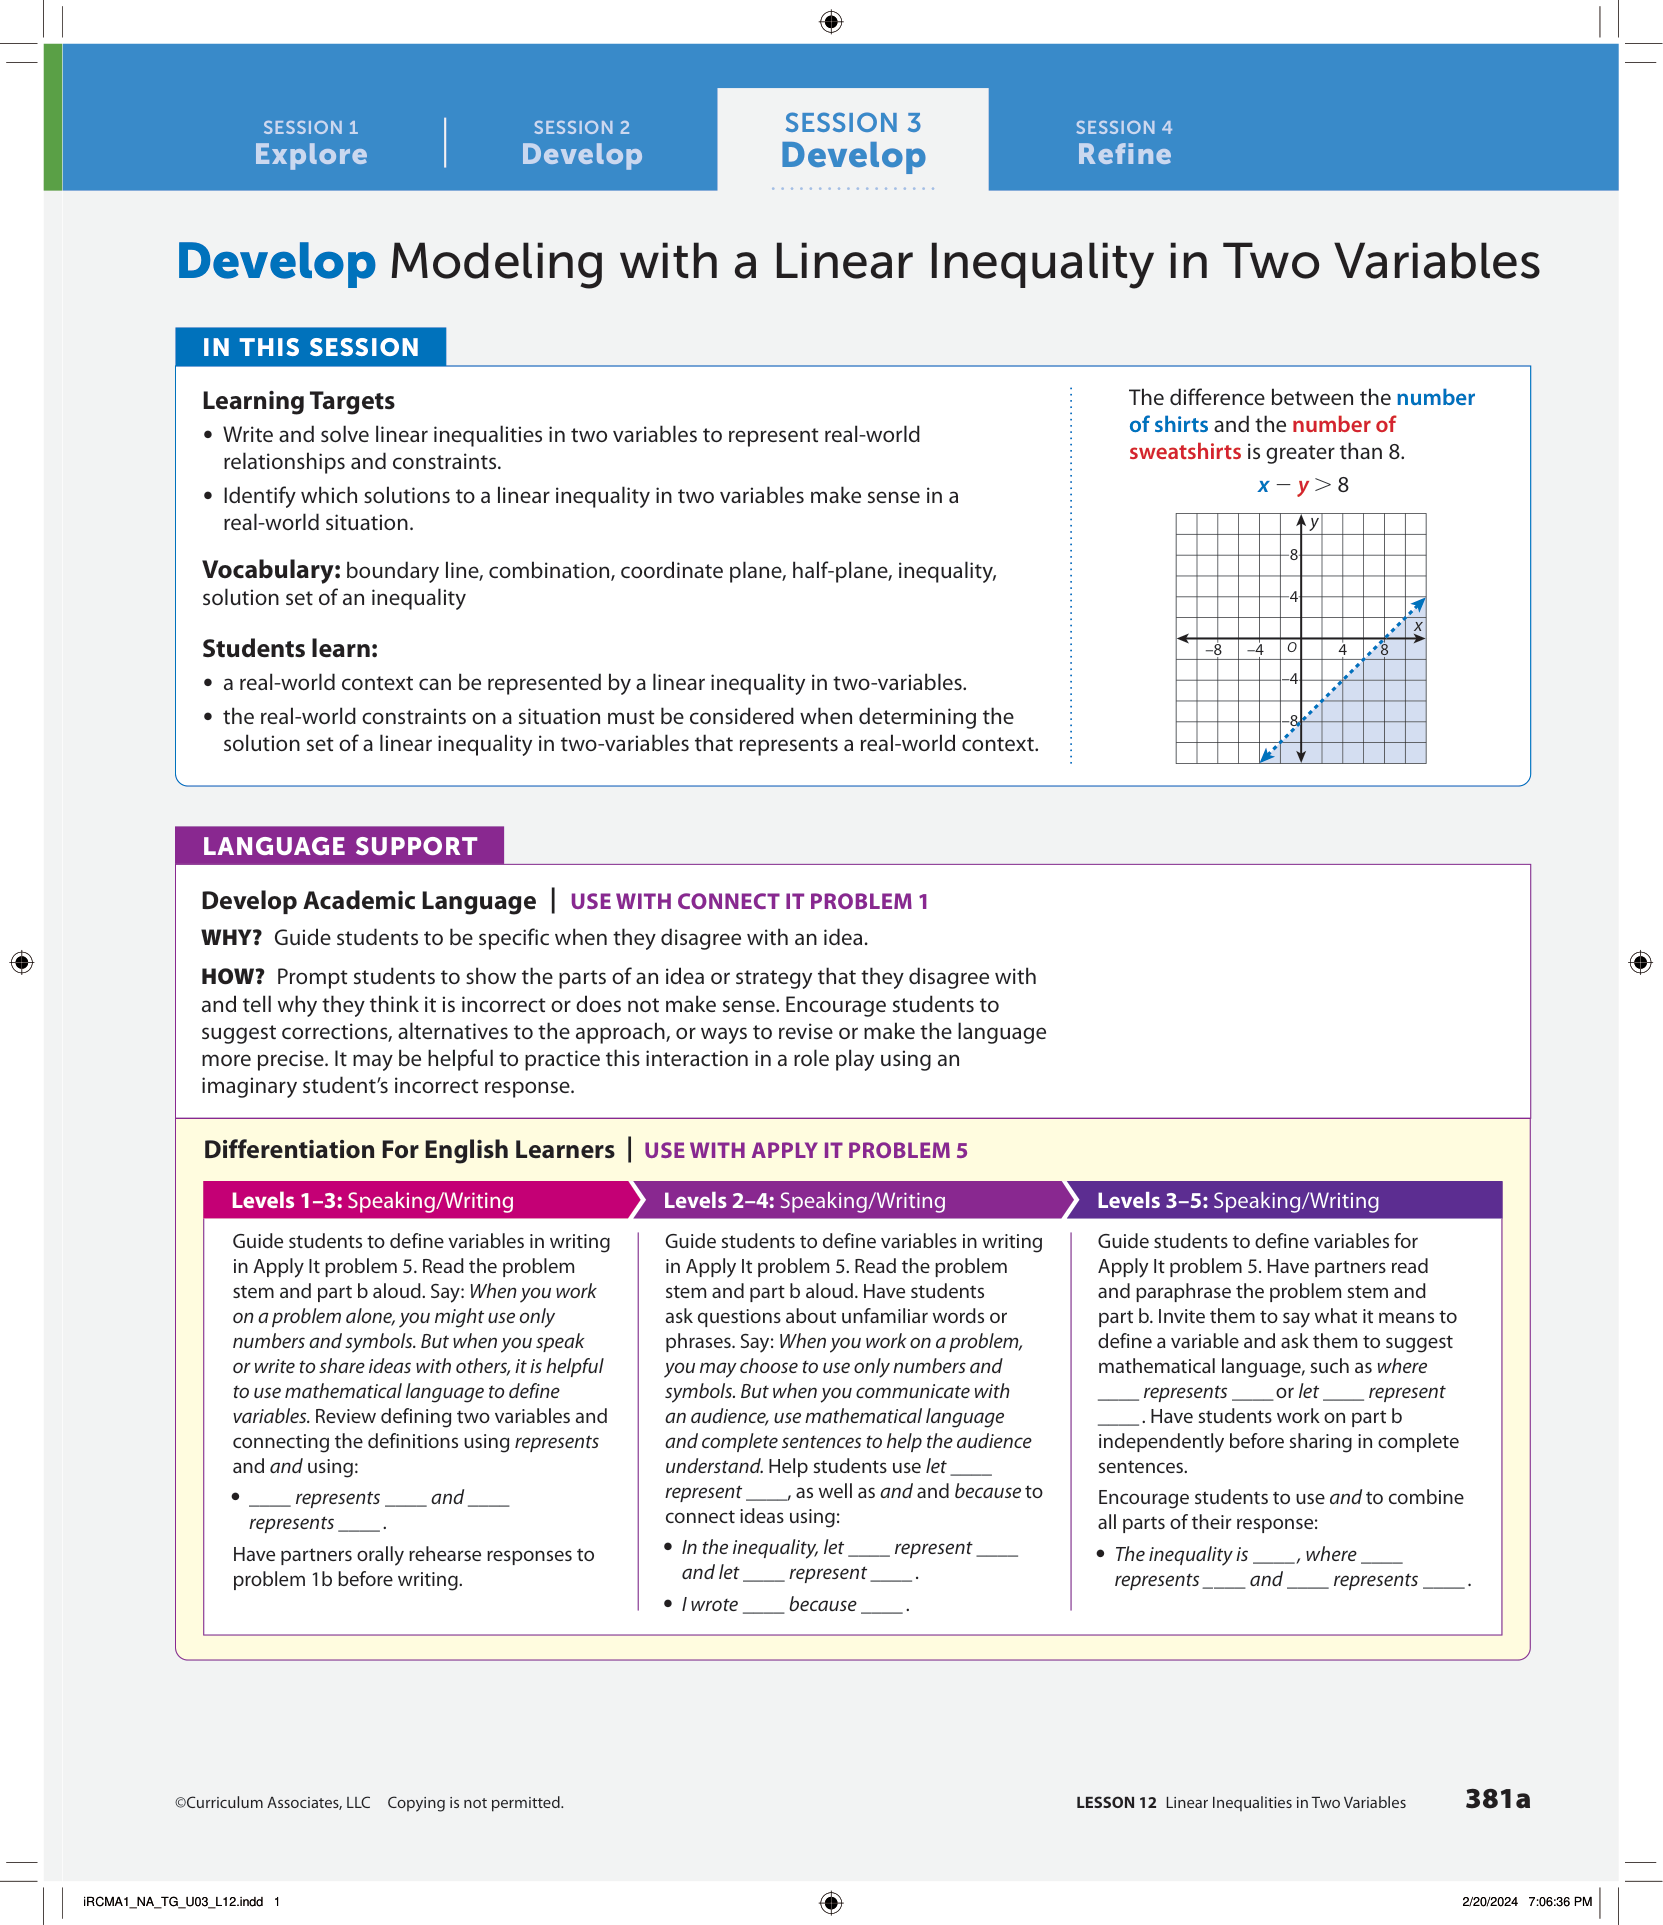 SESSION 1
Explore
SESSION 2
Develop
SESSION 3
Develop
SESSION 4
Refine
Develop Modeling with a Linear Inequality in Two Variables
IN THIS SESSION
Learning Targets
• Write and solve linear inequalities in two variables to represent real-world
relationships and constraints.
• Identify which solutions to a linear inequality in two variables make sense in a
real-world situation.
Vocabulary: boundary line, combination, coordinate plane, half-plane, inequality,
solution set of an inequality
Students learn:
• a real-world context can be represented by a linear inequality in two-variables.
• the real-world constraints on a situation must be considered when determining the
solution set of a linear inequality in two-variables that represents a real-world context.
The difference between the number
of shirts and the number of
sweatshirts is greater than 8.
x − y > 8
y
8
4
x
–8 –4 O 4 8
–4
–8
LANGUAGE SUPPORT
Develop Academic Language | USE WITH CONNECT IT PROBLEM 1
WHY? Guide students to be specific when they disagree with an idea.
HOW? Prompt students to show the parts of an idea or strategy that they disagree with
and tell why they think it is incorrect or does not make sense. Encourage students to
suggest corrections, alternatives to the approach, or ways to revise or make the language
more precise. It may be helpful to practice this interaction in a role play using an
imaginary student’s incorrect response.
Differentiation For English Learners | USE WITH APPLY IT PROBLEM 5
Levels 1–3: Speaking/Writing
Guide students to define variables in writing
in Apply It problem 5. Read the problem
stem and part b aloud. Say: When you work
on a problem alone, you might use only
numbers and symbols. But when you speak
or write to share ideas with others, it is helpful
to use mathematical language to define
variables. Review defining two variables and
connecting the definitions using represents
and and using:
• ____ represents ____ and ____
represents ____ .
Have partners orally rehearse responses to
problem 1b before writing.
Levels 2–4: Speaking/Writing
Guide students to define variables in writing
in Apply It problem 5. Read the problem
stem and part b aloud. Have students
ask questions about unfamiliar words or
phrases. Say: When you work on a problem,
you may choose to use only numbers and
symbols. But when you communicate with
an audience, use mathematical language
and complete sentences to help the audience
understand. Help students use let ____
represent ____, as well as and and because to
connect ideas using:
• In the inequality, let ____ represent ____
and let ____ represent ____ .
• I wrote ____ because ____ .
Levels 3–5: Speaking/Writing
Guide students to define variables for
Apply It problem 5. Have partners read
and paraphrase the problem stem and
part b. Invite them to say what it means to
define a variable and ask them to suggest
mathematical language, such as where
____ represents ____ or let ____ represent
____ . Have students work on part b
independently before sharing in complete
sentences.
Encourage students to use and to combine
all parts of their response:
• The inequality is ____ , where ____
represents ____ and ____ represents ____ .
©Curriculum Associates, LLC Copying is not permitted.
LESSON 12 Linear Inequalities in Two Variables 381a
iRCMA1_NA_TG_U03_L12.indd 1
2/20/2024 7:06:36 PM